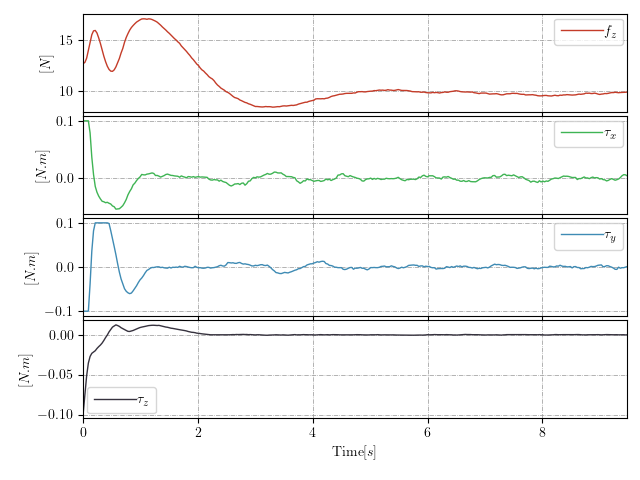 15
10
[N]
f_z
0.1
0.0
[N.m]
τ_x
0.1
0.0
−0.1
[N.m]
τ_y
0.00
−0.05
−0.10
[N.m]
τ_z
0 2 4 6 8
Time[s]